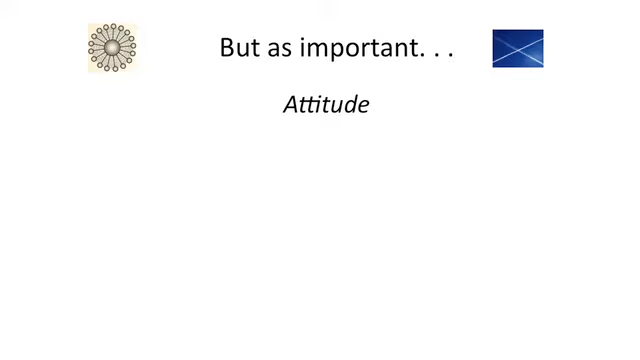 But as important. . .
Attitude